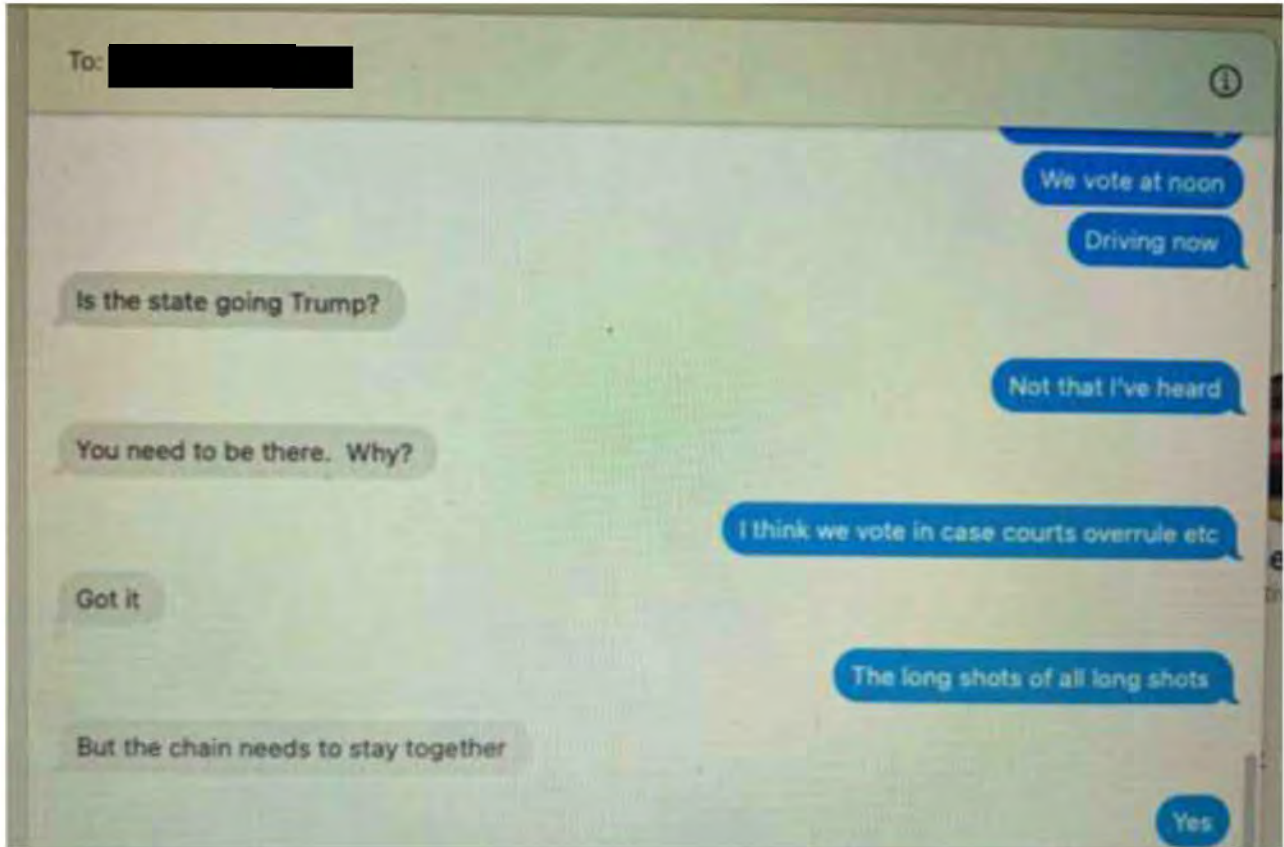 To:
We vote at noon
Driving now
Is the state going Trump?
Not that I've heard
You need to be there.  Why?
I think we vote in case courts overrule etc
Got it
The long shots of all long shots
But the chain needs to stay together
Yes